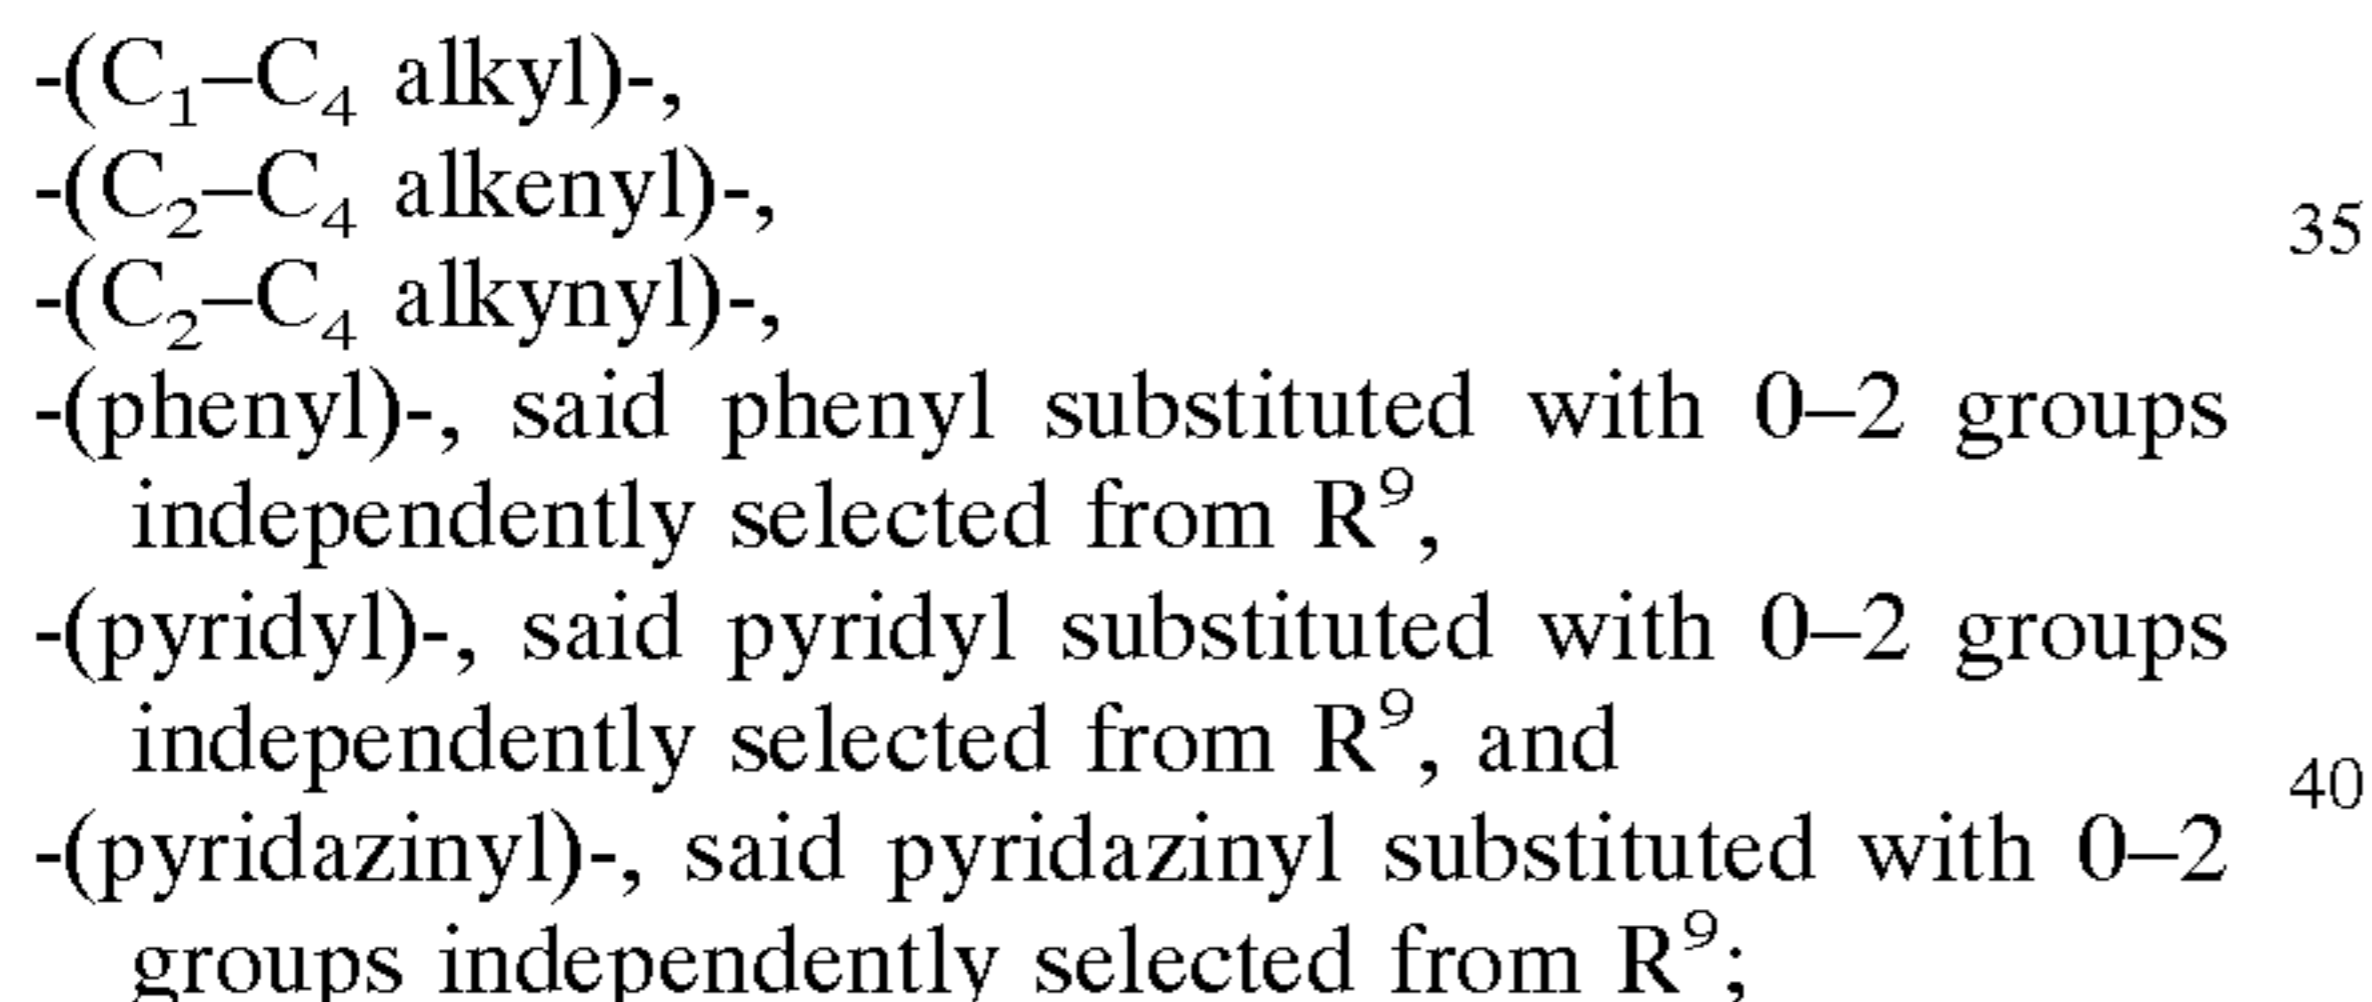 -(C₁–C₄ alkyl)-,
-(C₂–C₄ alkenyl)-,
35
-(C₂–C₄ alkynyl)-,
-(phenyl)-, said phenyl substituted with 0–2 groups
independently selected from R⁹,
-(pyridyl)-, said pyridyl substituted with 0–2 groups
independently selected from R⁹, and
40
-(pyridazinyl)-, said pyridazinyl substituted with 0–2
groups independently selected from R⁹;